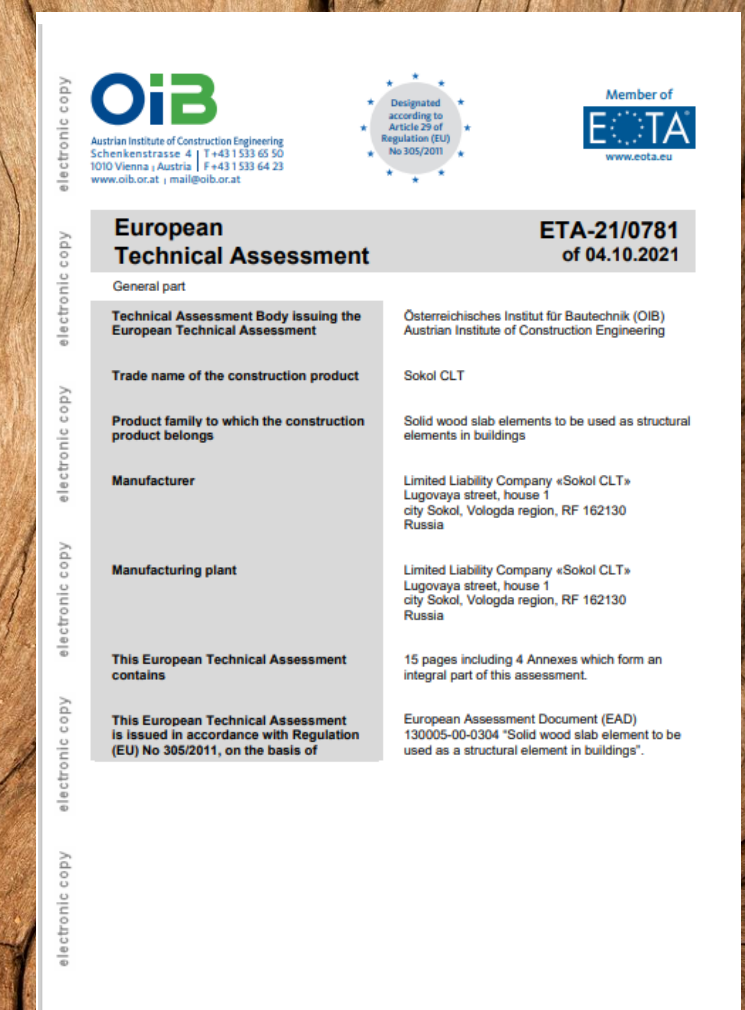 electronic copy
electronic copy
electronic copy
electronic copy
electronic copy
electronic copy
OiB
Austrian Institute of Construction Engineering
Schenkenstrasse 4 | T +43 1 533 65 50
1010 Vienna | Austria | F +43 1 533 64 23
www.oib.or.at | mail@oib.or.at
Designated
according to
Article 29 of
Regulation (EU)
No 305/2011
Member of
EOTA
www.eota.eu
European
Technical Assessment
ETA-21/0781
of 04.10.2021
General part
Technical Assessment Body issuing the
European Technical Assessment
Österreichisches Institut für Bautechnik (OIB)
Austrian Institute of Construction Engineering
Trade name of the construction product
Sokol CLT
Product family to which the construction
product belongs
Solid wood slab elements to be used as structural
elements in buildings
Manufacturer
Limited Liability Company «Sokol CLT»
Lugovaya street, house 1
city Sokol, Vologda region, RF 162130
Russia
Manufacturing plant
Limited Liability Company «Sokol CLT»
Lugovaya street, house 1
city Sokol, Vologda region, RF 162130
Russia
This European Technical Assessment
contains
15 pages including 4 Annexes which form an
integral part of this assessment.
This European Technical Assessment
is issued in accordance with Regulation
(EU) No 305/2011, on the basis of
European Assessment Document (EAD)
130005-00-0304 "Solid wood slab element to be
used as a structural element in buildings".